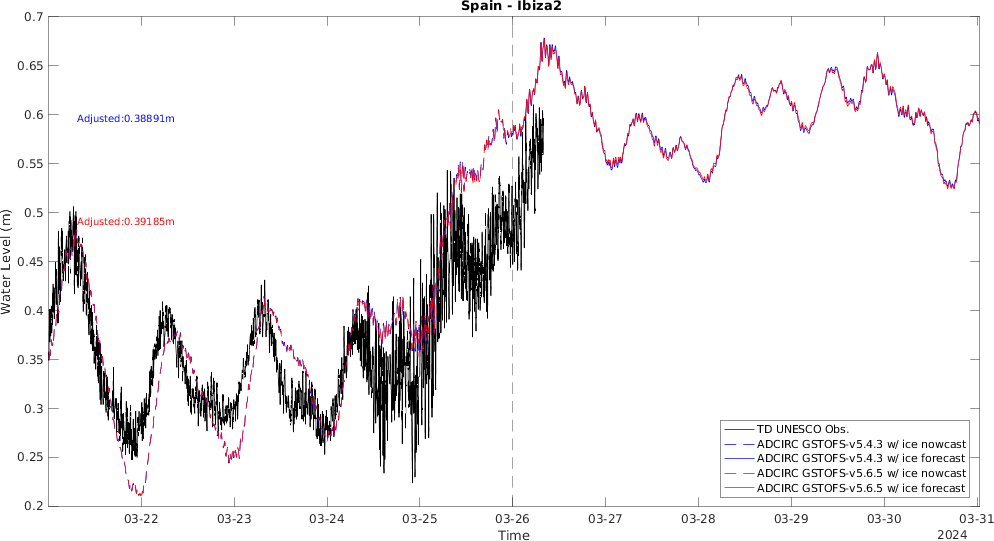 Spain - Ibiza2
0.7
0.65
0.6
0.55
0.5
0.45
0.4
0.35
0.3
0.25
0.2
Water Level (m)
Adjusted:0.38891m
Adjusted:0.39185m
TD UNESCO Obs.
ADCIRC GSTOFS-v5.4.3 w/ ice nowcast
ADCIRC GSTOFS-v5.4.3 w/ ice forecast
ADCIRC GSTOFS-v5.6.5 w/ ice nowcast
ADCIRC GSTOFS-v5.6.5 w/ ice forecast
03-22 03-23 03-24 03-25 03-26 03-27 03-28 03-29 03-30 03-31
Time
2024